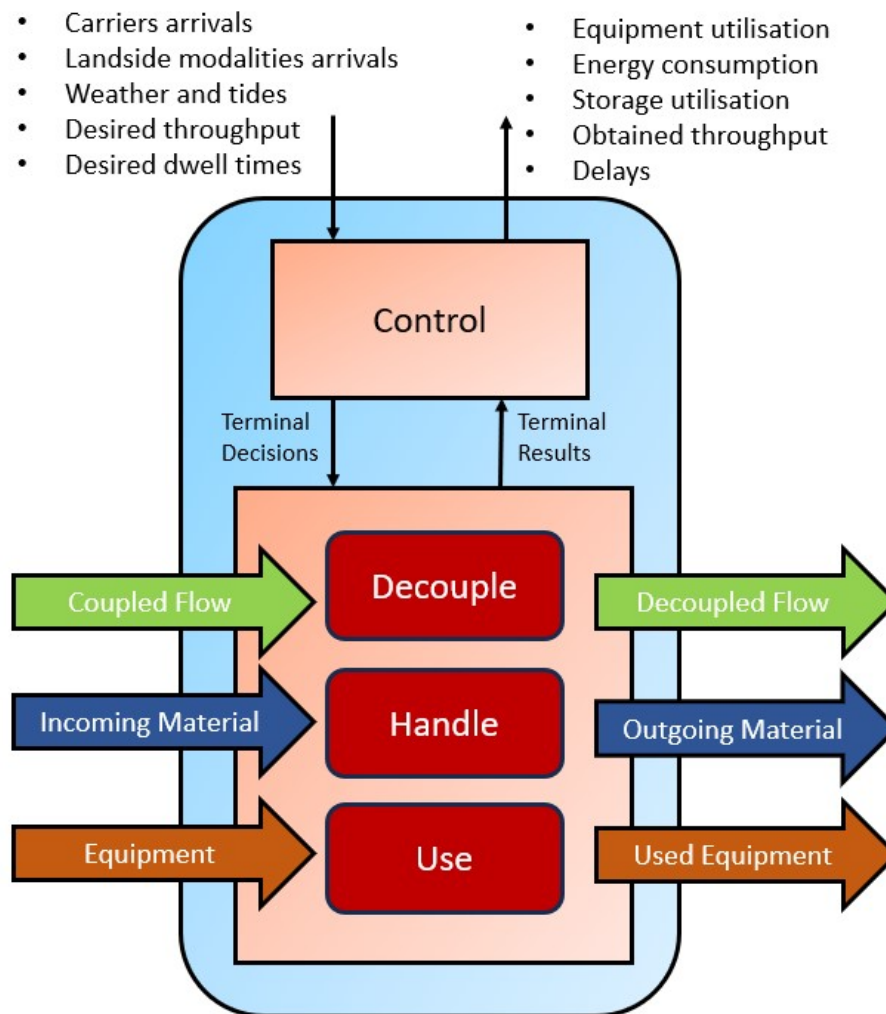 • Carriers arrivals
• Landside modalities arrivals
• Weather and tides
• Desired throughput
• Desired dwell times
• Equipment utilisation
• Energy consumption
• Storage utilisation
• Obtained throughput
• Delays
Control
Terminal
Decisions
Terminal
Results
Coupled Flow
Decouple
Decoupled Flow
Incoming Material
Handle
Outgoing Material
Equipment
Use
Used Equipment